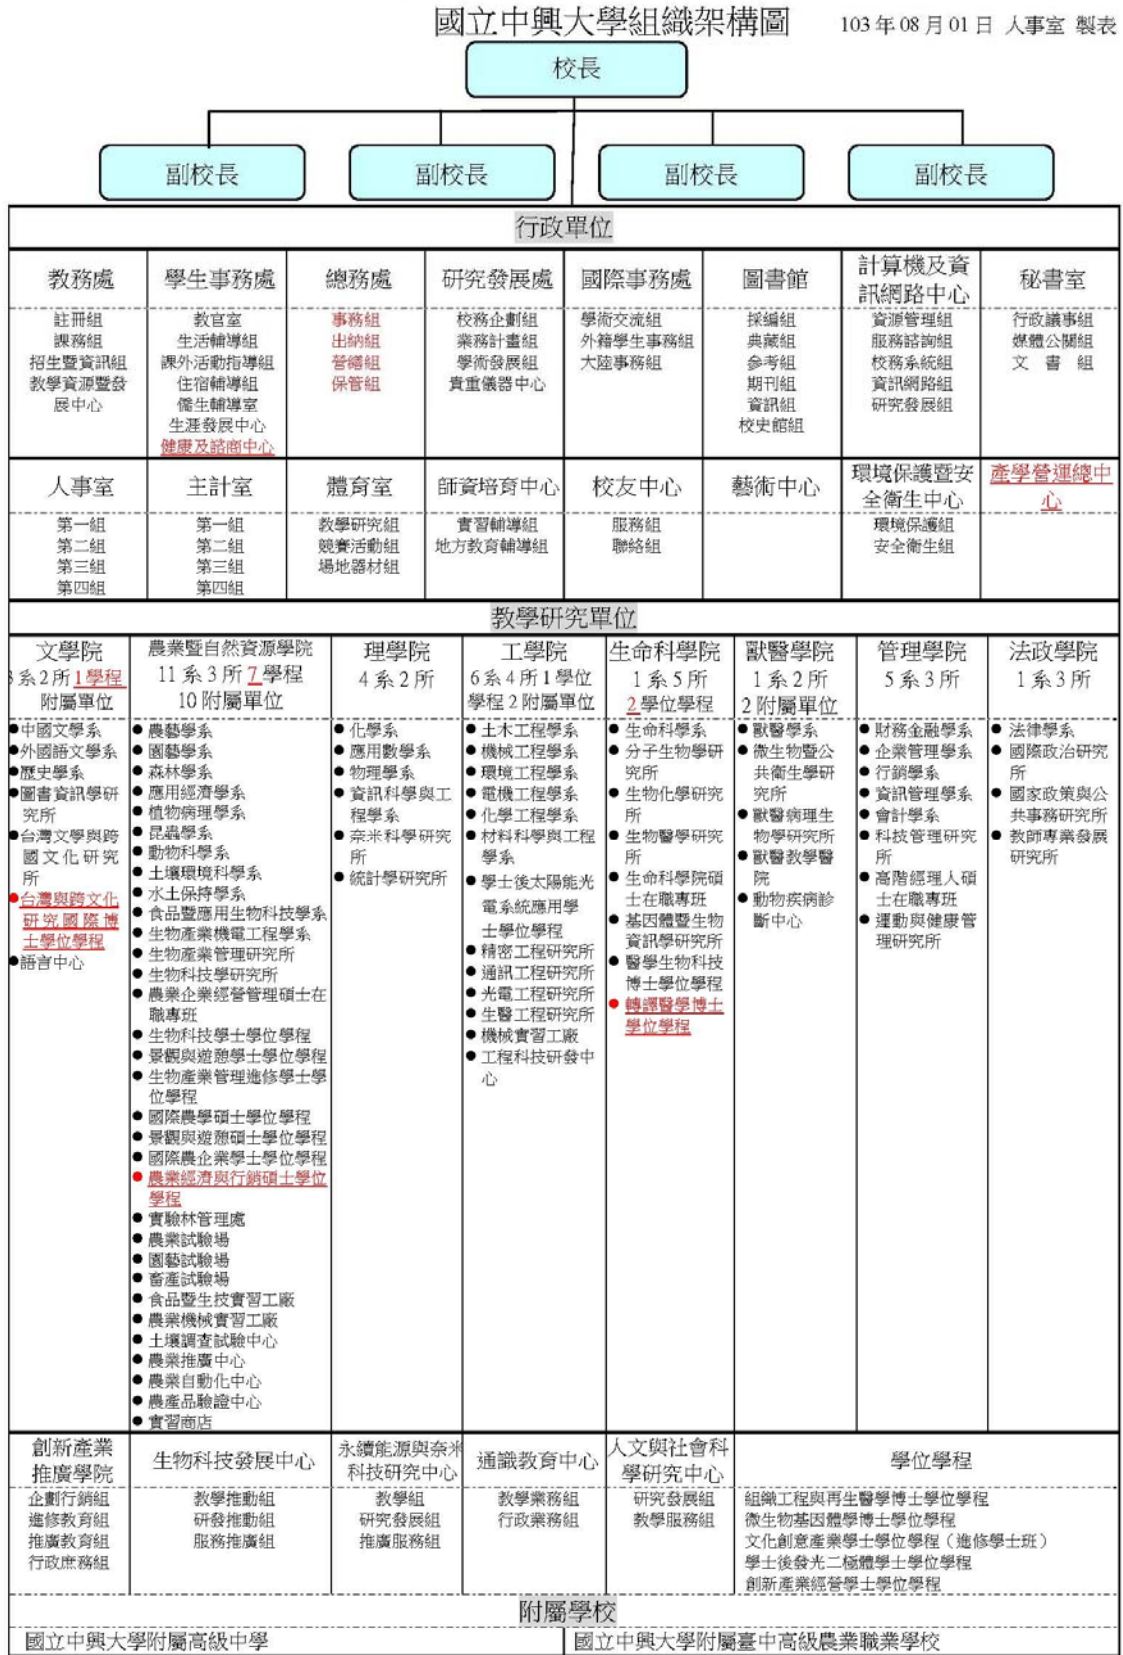 國立中興大學組織架構圖
103年08月01日 人事室 製表
校長
副校長 副校長 副校長 副校長
行政單位
教務處
註冊組
課務組
招生暨資訊組
教學資源暨發
展中心
學生事務處
教官室
生活輔導組
課外活動指導組
住宿輔導組
僑生輔導室
生涯發展中心
健康及諮商中心
總務處
事務組
出納組
營繕組
保管組
研究發展處
校務企劃組
業務計畫組
學術發展組
貴重儀器中心
國際事務處
學術交流組
外籍學生事務組
大陸事務組
圖書館
採編組
典藏組
參考組
期刊組
資訊組
校史館組
計算機及資
訊網路中心
資源管理組
服務諮詢組
校務系統組
資訊網路組
研究發展組
秘書室
行政議事組
媒體公關組
文 書 組
人事室
第一組
第二組
第三組
第四組
主計室
第一組
第二組
第三組
第四組
體育室
教學研究組
競賽活動組
場地器材組
師資培育中心
實習輔導組
地方教育輔導組
校友中心
服務組
聯絡組
藝術中心
環境保護暨安
全衛生中心
環境保護組
安全衛生組
產學營運總中
心
教學研究單位
文學院
系2所1學程
附屬單位
●中國文學系
●外國語文學系
●歷史學系
●圖書資訊學研
究所
●台灣文學與跨
國文化研究
所
●台灣與跨文化
研究國際博
士學位學程
●語言中心
農業暨自然資源學院
11系3所7學程
10附屬單位
●農藝學系
●園藝學系
●森林學系
●應用經濟學系
●植物病理學系
●昆蟲學系
●動物科學系
●土壤環境科學系
●水土保持學系
●食品暨應用生物科技學系
●生物產業機電工程學系
●生物產業管理研究所
●生物科技學研究所
●農業企業經營管理碩士在
職專班
●生物科技學士學位學程
●景觀與遊憩學士學位學程
●生物產業管理進修學士學
位學程
●國際農學碩士學位學程
●景觀與遊憩碩士學位學程
●國際農企業學士學位學程
●農業經濟與行銷碩士學位
學程
●實驗林管理處
●農業試驗場
●園藝試驗場
●畜產試驗場
●食品暨生技實習工廠
●農業機械實習工廠
●土壤調查試驗中心
●農業推廣中心
●農業自動化中心
●農產品驗證中心
●實習商店
理學院
4系2所
●化學系
●應用數學系
●物理學系
●資訊科學與工
程學系
●奈米科學研究
所
●統計學研究所
工學院
6系4所1學位
學程2附屬單位
●土木工程學系
●機械工程學系
●環境工程學系
●電機工程學系
●化學工程學系
●材料科學與工程
學系
●學士後太陽能光
電系統應用學
士學位學程
●精密工程研究所
●通訊工程研究所
●光電工程研究所
●生醫工程研究所
●機械實習工廠
●工程科技研發中
心
生命科學院
1系5所
2學位學程
●生命科學系
●分子生物學研
究所
●生物化學研究
所
●生物醫學研究
所
●生命科學院碩
士在職專班
●基因體暨生物
資訊學研究所
●醫學生物科技
博士學位學程
●轉譯醫學博士
學位學程
獸醫學院
1系2所
2附屬單位
●獸醫學系
●微生物暨公
共衛生學研
究所
●獸醫病理生
物學研究所
●獸醫教學醫
院
●動物疾病診
斷中心
管理學院
5系3所
●財務金融學系
●企業管理學系
●行銷學系
●資訊管理學系
●會計學系
●科技管理研究
所
●高階經理人碩
士在職專班
●運動與健康管
理研究所
法政學院
1系3所
●法律學系
●國際政治研究
所
●國家政策與公
共事務研究所
●教師專業發展
研究所
創新產業
推廣學院
企劃行銷組
進修教育組
推廣教育組
行政庶務組
生物科技發展中心
教學推動組
研發推動組
服務推廣組
永續能源與奈米
科技研究中心
教學組
研究發展組
推廣服務組
通識教育中心
教學業務組
行政業務組
人文與社會科
學研究中心
研究發展組
教學服務組
學位學程
組織工程與再生醫學博士學位學程
微生物基因體學博士學位學程
文化創意產業學士學位學程(進修學士班)
學士後發光二極體學士學位學程
創新產業經營學士學位學程
附屬學校
國立中興大學附屬高級中學
國立中興大學附屬臺中高級農業職業學校